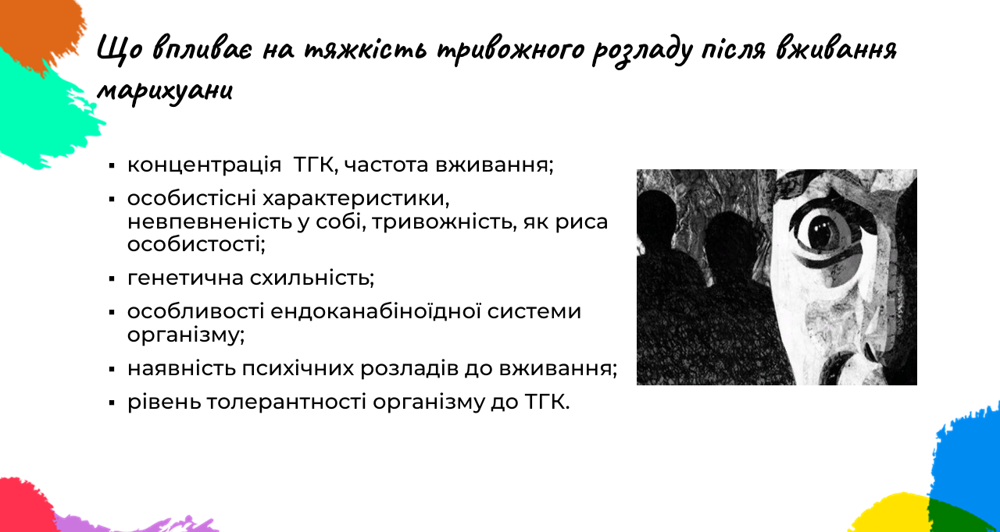 Що впливає на тяжкість тривожного розладу після вживання
марихуани
▪ концентрація  ТГК, частота вживання;
▪ особистісні характеристики,
невпевненість у собі, тривожність, як риса
особистості;
▪ генетична схильність;
▪ особливості ендоканабіноїдної системи
організму;
▪ наявність психічних розладів до вживання;
▪ рівень толерантності організму до ТГК.